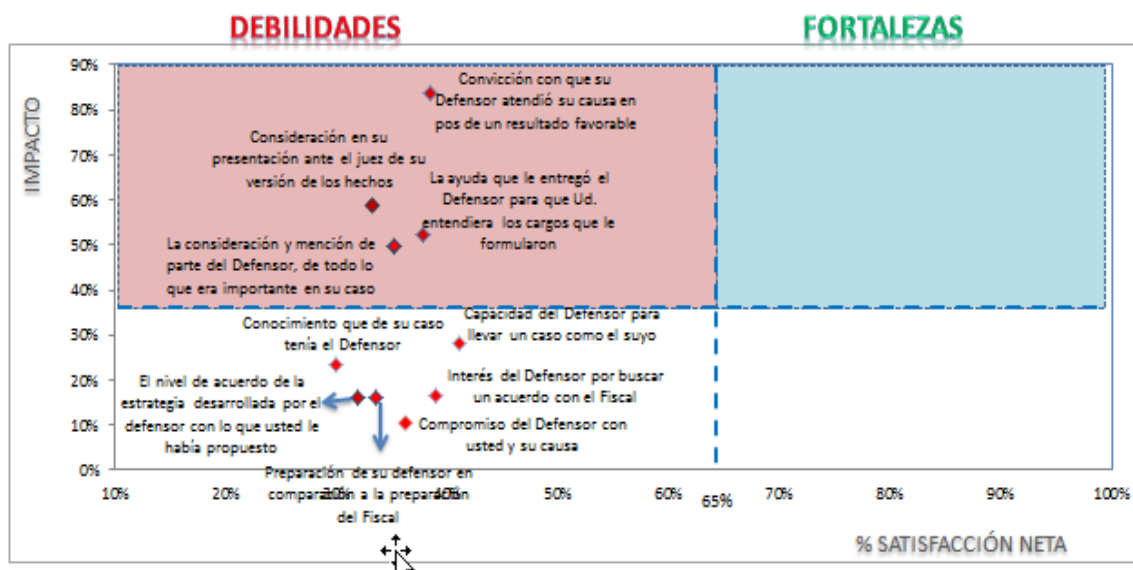 DEBILIDADES
FORTALEZAS
IMPACTO
90%
80%
70%
60%
50%
40%
30%
20%
10%
0%
Convicción con que su
Defensor atendió su causa en
pos de un resultado favorable
Consideración en su
presentación ante el juez de su
versión de los hechos
La ayuda que le entregó el
Defensor para que Ud.
entendiera los cargos que le
formularon
La consideración y mención de
parte del Defensor, de todo lo
que era importante en su caso
Conocimiento que de su caso
tenía el Defensor
Capacidad del Defensor para
llevar un caso como el suyo
El nivel de acuerdo de la
estrategia desarrollada por el
defensor con lo que usted le
había propuesto
Interés del Defensor por buscar
un acuerdo con el Fiscal
Compromiso del Defensor con
usted y su causa
Preparación de su defensor en
comparación a la preparación
del Fiscal
10%
20%
30%
40%
50%
65%
70%
80%
90%
100%
% SATISFACCIÓN NETA